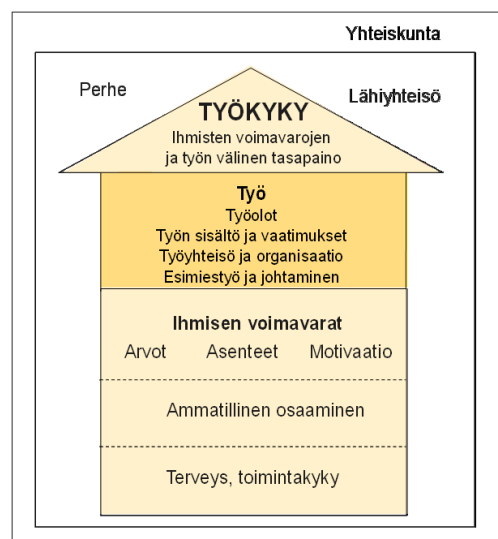 Yhteiskunta
Perhe
Lähiyhteisö
TYÖKYKY
Ihmisten voimavarojen
ja työn välinen tasapaino
Työ
Työolot
Työn sisältö ja vaatimukset
Työyhteisö ja organisaatio
Esimiestyö ja johtaminen
Ihmisen voimavarat
Arvot Asenteet Motivaatio
Ammatillinen osaaminen
Terveys, toimintakyky